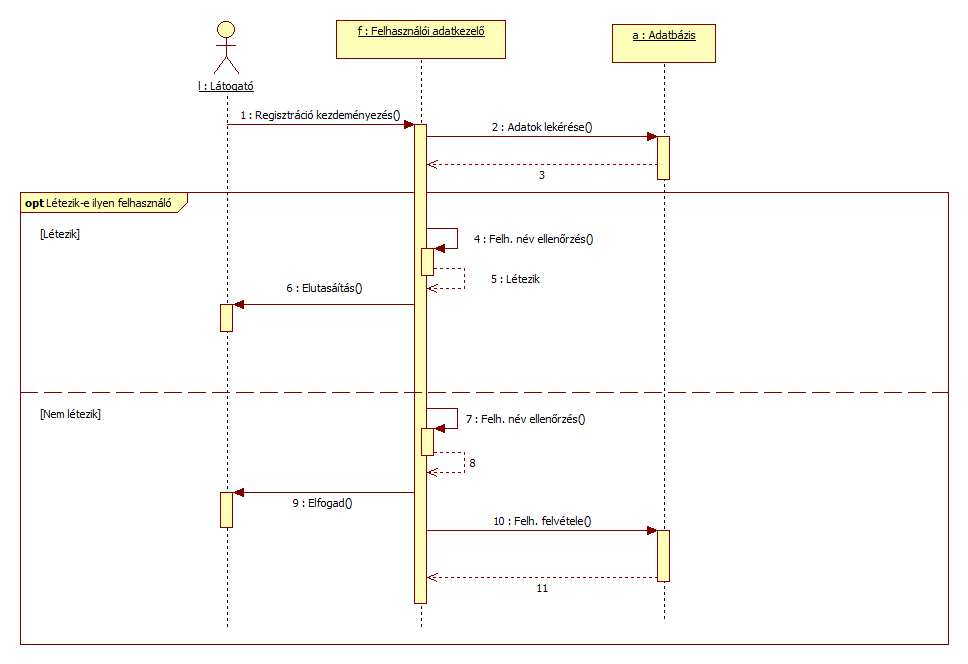 f : Felhasználói adatkezelő
a : Adatbázis
l : Látogató
1 : Regisztráció kezdeményezés()
2 : Adatok lekérése()
3
opt Létezik-e ilyen felhasználó
[Létezik]
4 : Felh. név ellenőrzés()
5 : Létezik
6 : Elutasáítás()
[Nem létezik]
7 : Felh. név ellenőrzés()
8
9 : Elfogad()
10 : Felh. felvétele()
11